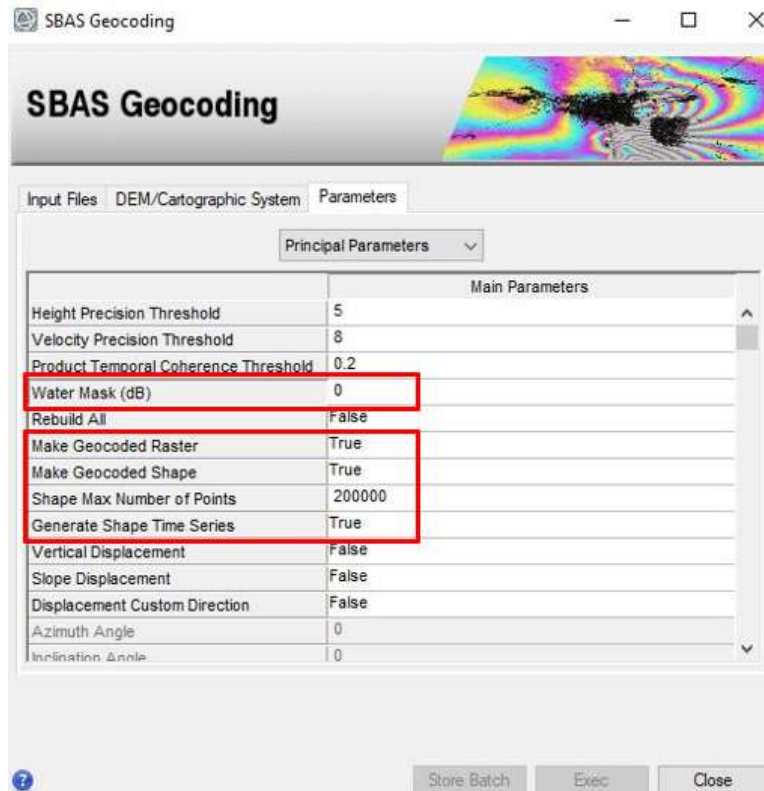 SBAS Geocoding
SBAS Geocoding
Input Files DEM/Cartographic System Parameters
Principal Parameters
Main Parameters
Height Precision Threshold 5
Velocity Precision Threshold 8
Product Temporal Coherence Threshold 0.2
Water Mask (dB) 0
Rebuild All False
Make Geocoded Raster True
Make Geocoded Shape True
Shape Max Number of Points 200000
Generate Shape Time Series True
Vertical Displacement False
Slope Displacement False
Displacement Custom Direction False
Azimuth Angle 0
Inclination Angle 0
Store Batch Exec Close